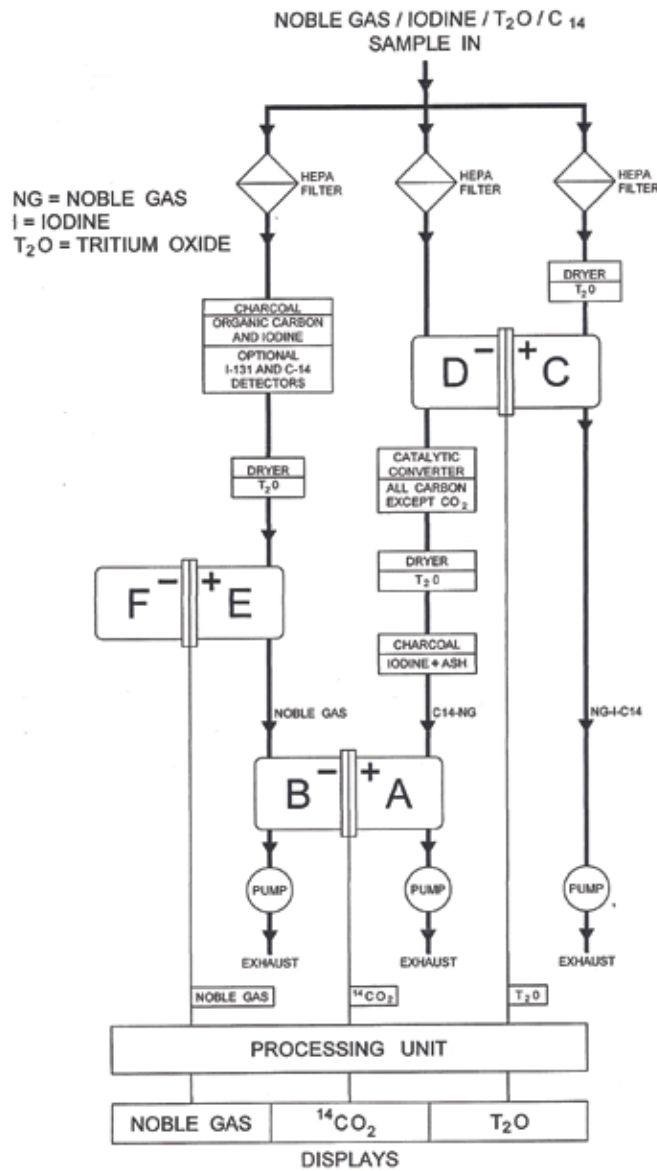 NOBLE GAS / IODINE / T₂O / C 14
SAMPLE IN
HEPA
FILTER
HEPA
FILTER
HEPA
FILTER
NG = NOBLE GAS
I = IODINE
T₂O = TRITIUM OXIDE
DRYER
T₂O
CHARCOAL
ORGANIC CARBON
AND IODINE
OPTIONAL
I-131 AND C-14
DETECTORS
D - + C
CATALYTIC
CONVERTER
ALL CARBON
EXCEPT CO₂
DRYER
T₂O
DRYER
T₂O
F - + E
CHARCOAL
IODINE + ASH
NOBLE GAS
C14-NG
NG-I-C14
B - + A
PUMP
PUMP
PUMP
EXHAUST
EXHAUST
EXHAUST
NOBLE GAS
¹⁴CO₂
T₂O
PROCESSING UNIT
NOBLE GAS
¹⁴CO₂
T₂O
DISPLAYS